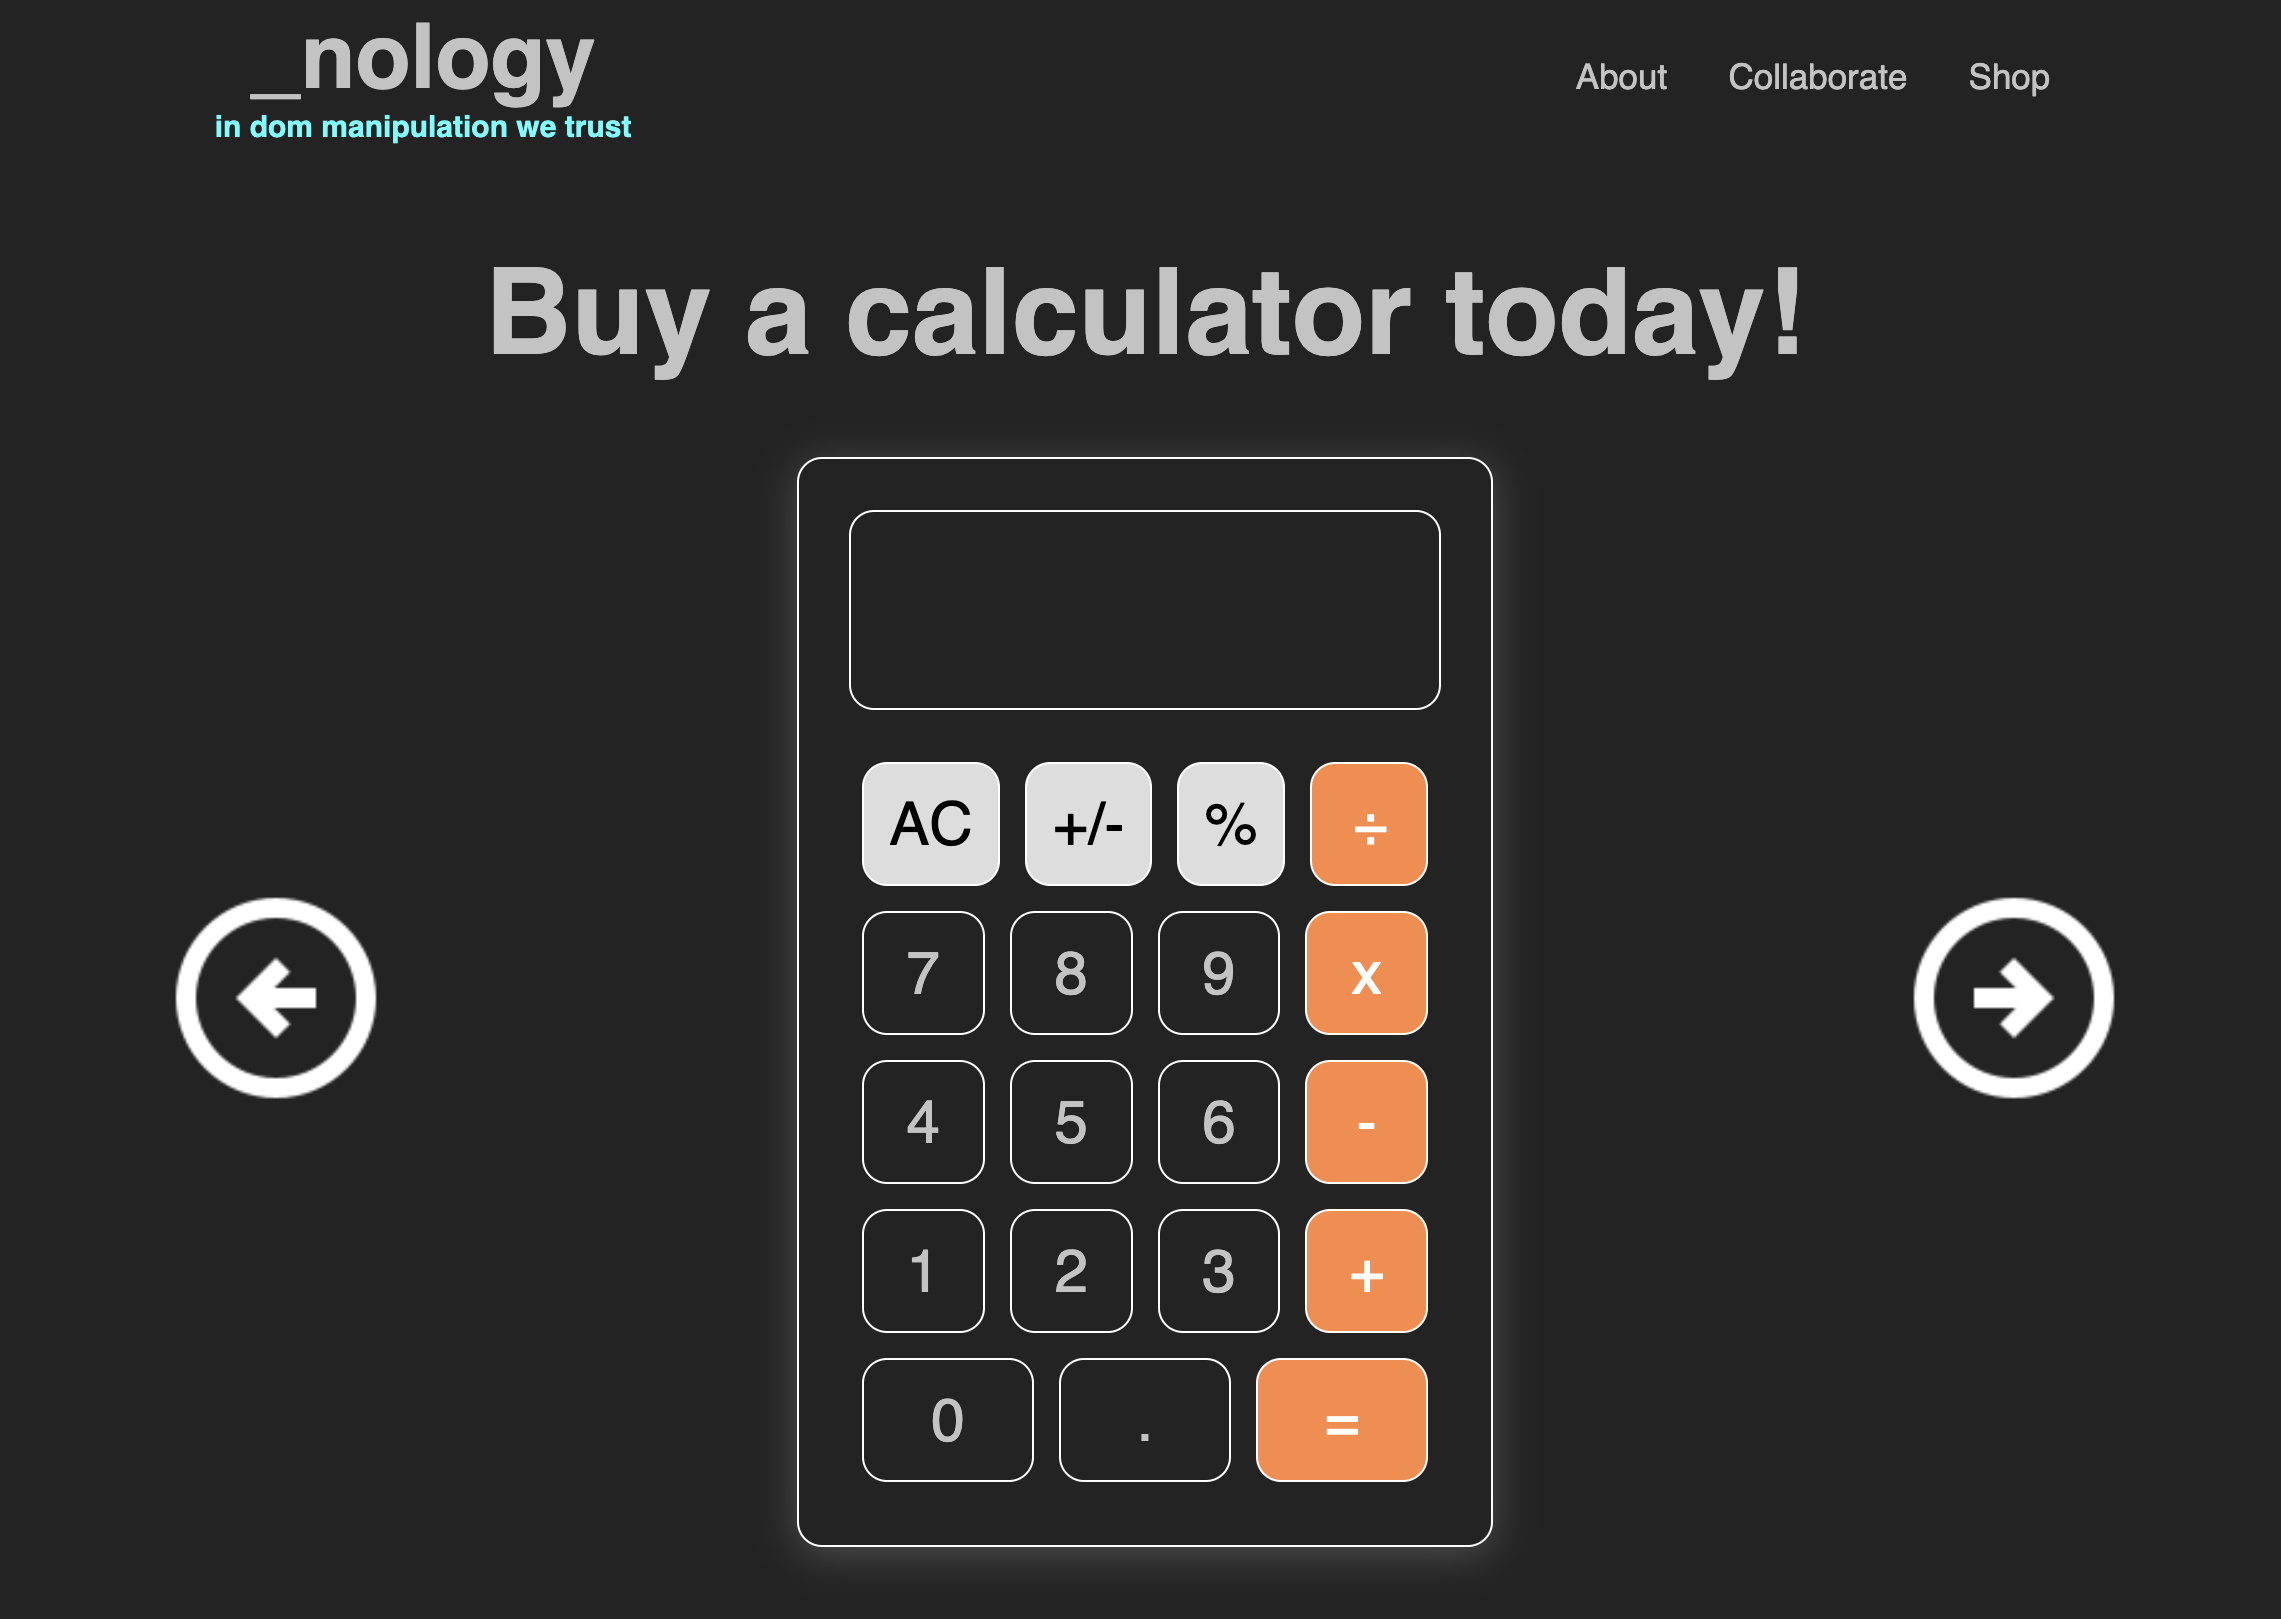 _nology
in dom manipulation we trust
About Collaborate Shop
Buy a calculator today!
AC +/- % ÷
7 8 9 x
4 5 6 -
1 2 3 +
0 . =